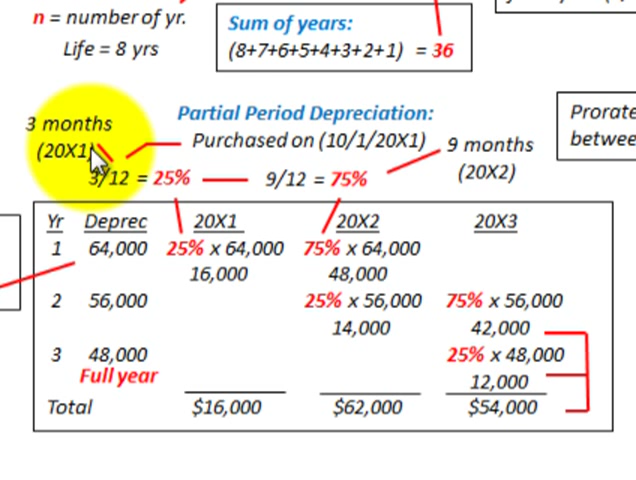 n = number of yr.
Life = 8 yrs
Sum of years:
(8+7+6+5+4+3+2+1) = 36
3 months
(20X1)
Partial Period Depreciation:
Purchased on (10/1/20X1)
9 months
(20X2)
Prorate
betwee
3/12 = 25% 9/12 = 75%
Yr Deprec 20X1 20X2 20X3
1 64,000 25% x 64,000 75% x 64,000
16,000 48,000
2 56,000 25% x 56,000 75% x 56,000
14,000 42,000
3 48,000 25% x 48,000
Full year 12,000
Total $16,000 $62,000 $54,000